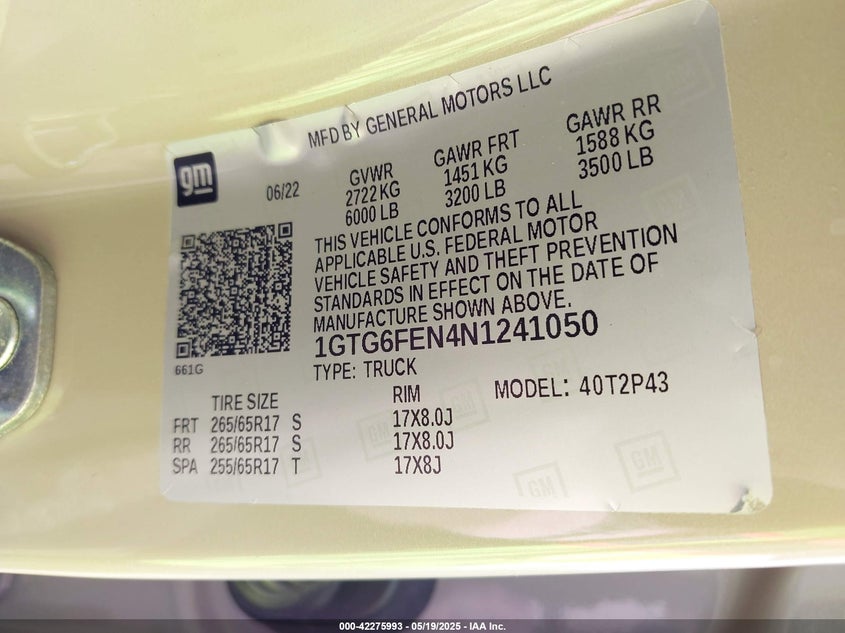 MFD BY GENERAL MOTORS LLC
gm
06/22
GVWR GAWR FRT GAWR RR
2722 KG 1451 KG 1588 KG
6000 LB 3200 LB 3500 LB
THIS VEHICLE CONFORMS TO ALL
APPLICABLE U.S. FEDERAL MOTOR
VEHICLE SAFETY AND THEFT PREVENTION
STANDARDS IN EFFECT ON THE DATE OF
MANUFACTURE SHOWN ABOVE.
1GTG6FEN4N1241050
661G
TYPE: TRUCK
MODEL: 40T2P43
TIRE SIZE RIM
FRT 265/65R17 S 17X8.0J
RR 265/65R17 S 17X8.0J
SPA 255/65R17 T 17X8J
GM
GM
GM
000-42275993 - 05/19/2025 - IAA Inc.